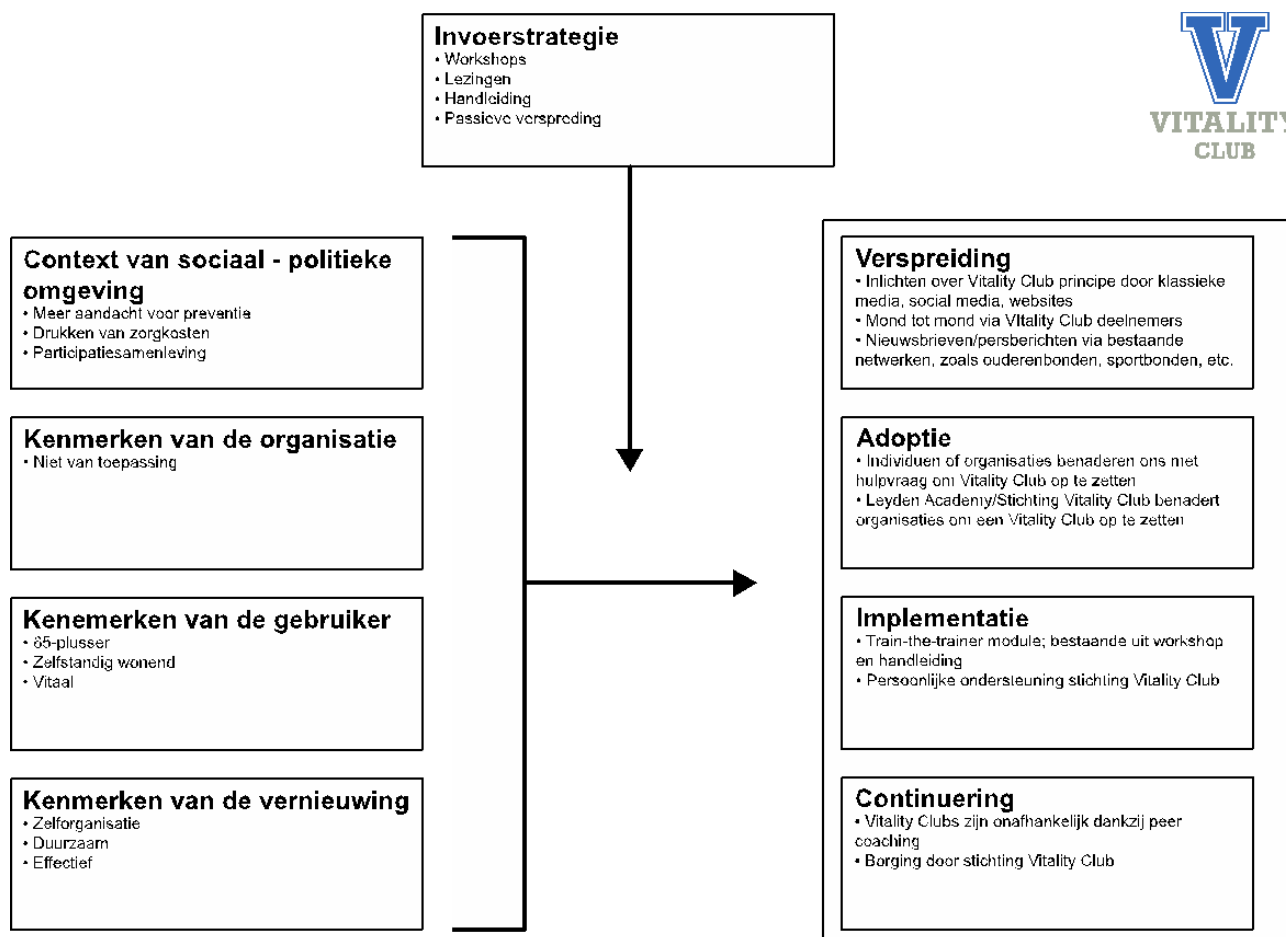 Invoerstrategie
• Workshops
• Lezingen
• Handleiding
• Passieve verspreding
V
VITALITY
CLUB
Context van sociaal - politieke
omgeving
• Meer aandacht voor preventie
• Drukken van zorgkosten
• Participatiesamenleving
Kenmerken van de organisatie
• Niet van toepassing
Kenemerken van de gebruiker
• 65-plusser
• Zelfstandig wonend
• Vitaal
Kenmerken van de vernieuwing
• Zelforganisatie
• Duurzaam
• Effectief
Verspreiding
• Inlichten over Vitality Club principe door klassieke
media, social media, websites
• Mond tot mond via VItality Club deelnemers
• Nieuwsbrieven/persberichten via bestaande
netwerken, zoals ouderenbonden, sportbonden, etc.
Adoptie
• Individuen of organisaties benaderen ons met
hulpvraag om Vitality Club op te zetten
• Leyden Academy/Stichting Vitality Club benadert
organisaties om een Vitality Club op te zetten
Implementatie
• Train-the-trainer module; bestaande uit workshop
en handleiding
• Persoonlijke ondersteuning stichting Vitality Club
Continuering
• Vitality Clubs zijn onafhankelijk dankzij peer
coaching
• Borging door stichting Vitality Club